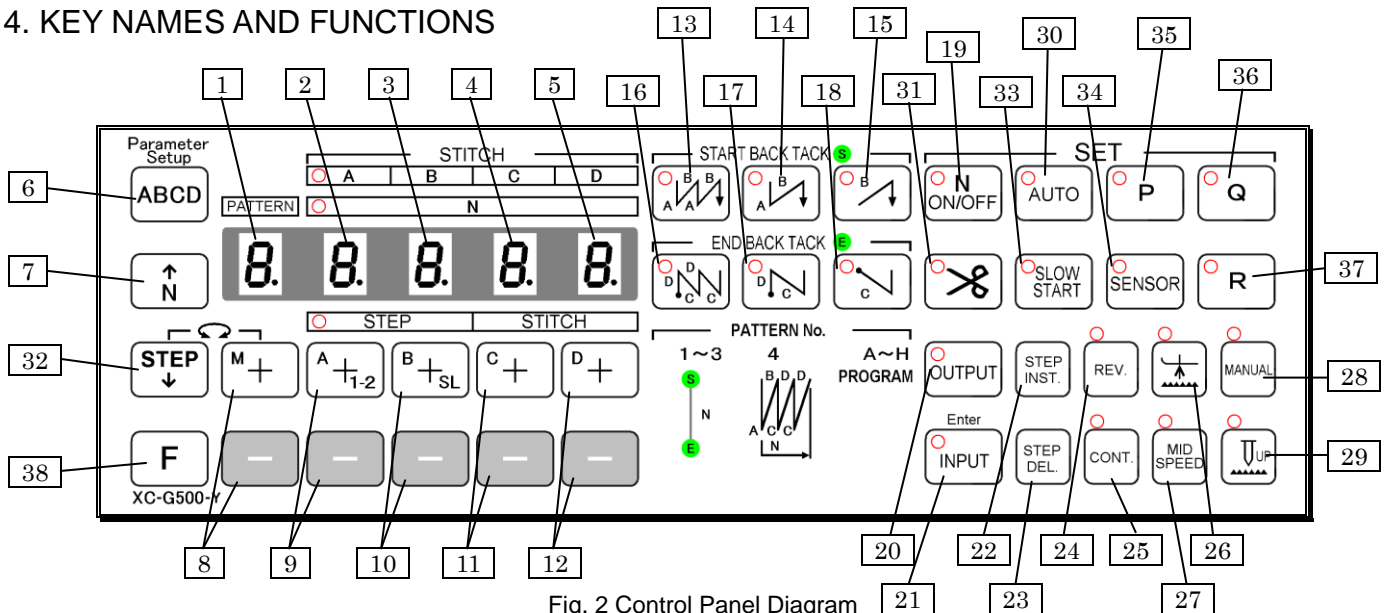 4. KEY NAMES AND FUNCTIONS
13 14 15 19 30 35 36
1 2 3 4 5 16 17 18 31 33 34
Parameter
Setup
STITCH START BACK TACK S SET
A B C D
ABCD PATTERN N
A B A B A B B N ON/OFF AUTO P Q
6
8. 8. 8. 8. 8.
END BACK TACK E
7 ↑ N D D C C D C C SLOW START SENSOR R 37
STEP STITCH
PATTERN No.
1~3 4 A~H
PROGRAM
32 STEP ↓ M + A + 1-2 B + SL C + D +
S N E
B D D A C C N
OUTPUT STEP INST. REV. MANUAL 28
Enter
38 F − − − − − INPUT STEP DEL. CONT. MID SPEED UP 29
XC-G500-Y
8 9 10 11 12 20 22 24 25 26
Fig. 2 Control Panel Diagram 21 23 27